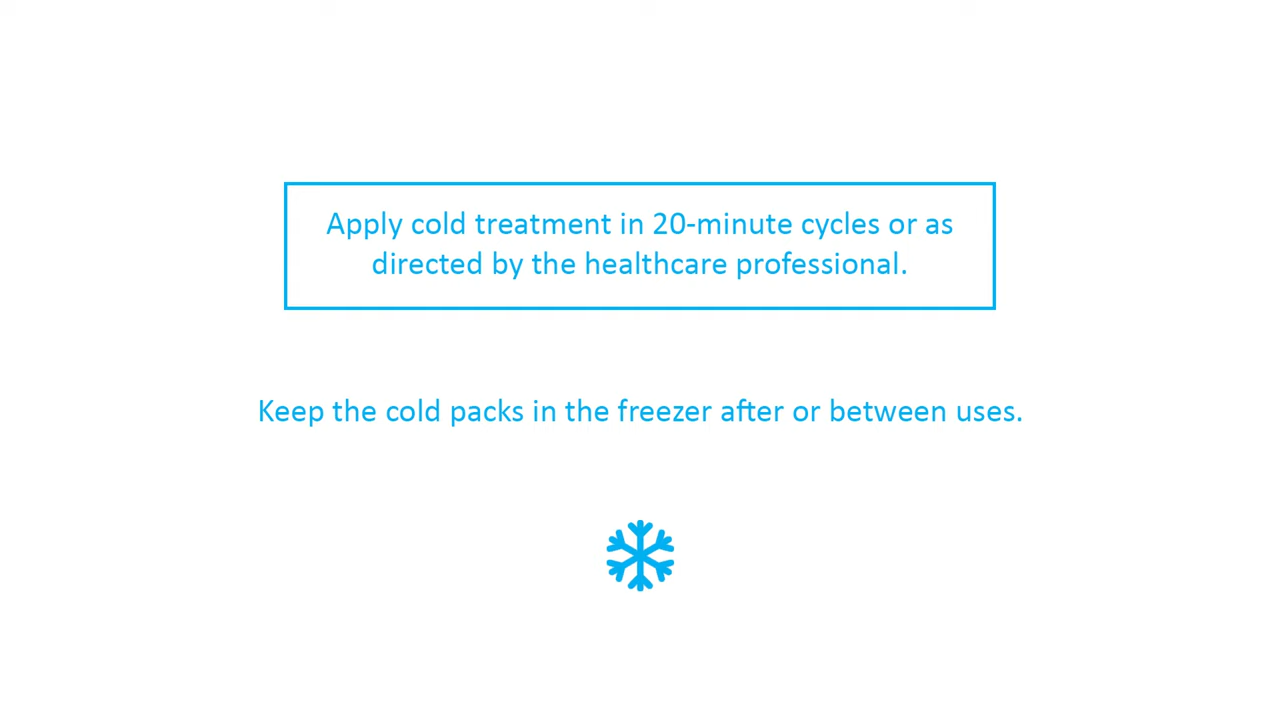 Apply cold treatment in 20-minute cycles or as
directed by the healthcare professional.
Keep the cold packs in the freezer after or between uses.